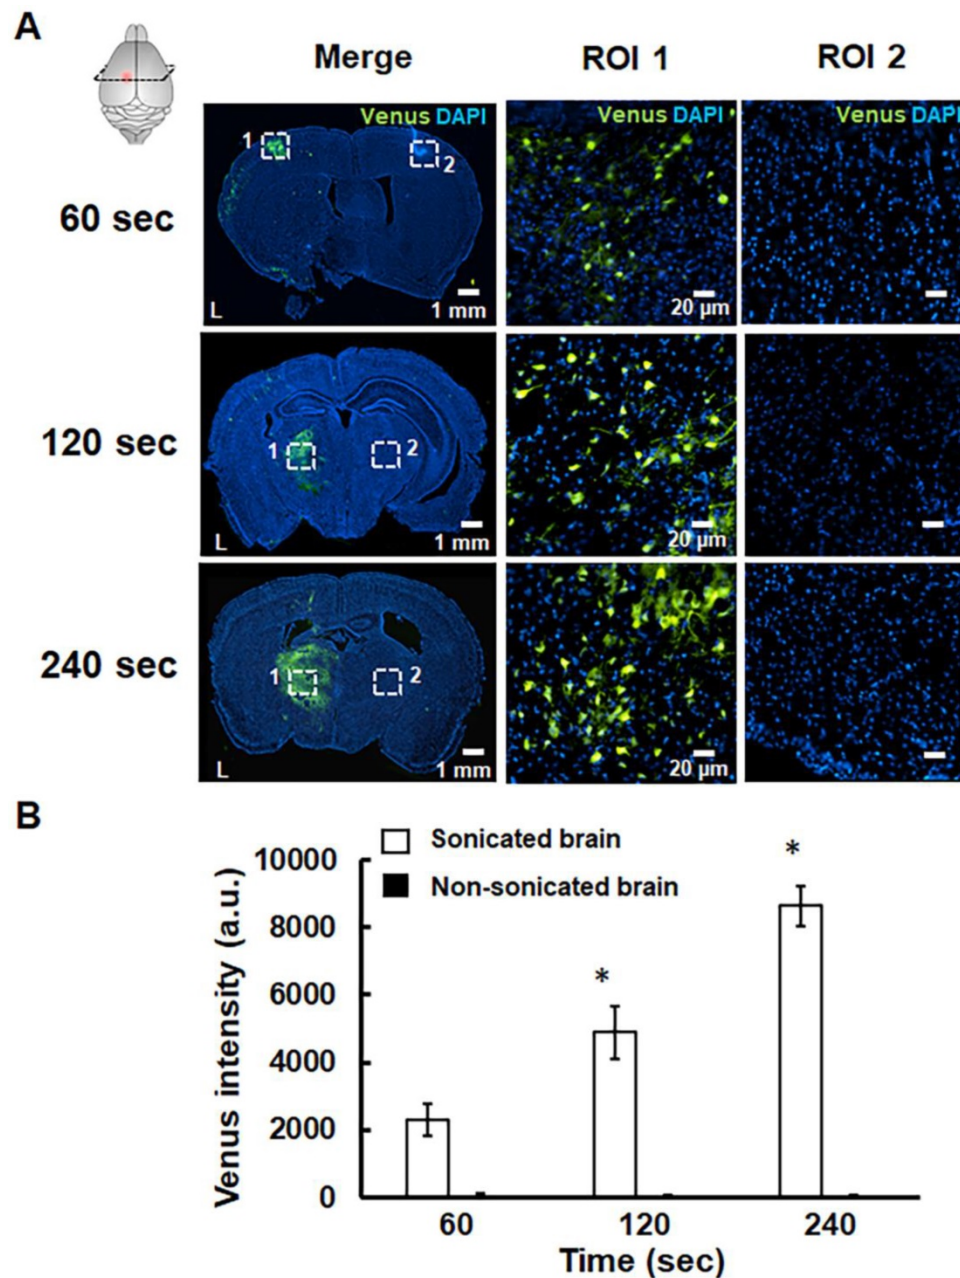 A
Merge
ROI 1
ROI 2
60 sec
Venus DAPI
1
2
L
1 mm
Venus DAPI
20 µm
Venus DAPI
120 sec
1
2
L
1 mm
20 µm
240 sec
1
2
L
1 mm
20 µm
B
Sonicated brain
Non-sonicated brain
Venus intensity (a.u.)
10000
8000
6000
4000
2000
0
*
*
60
120
240
Time (sec)